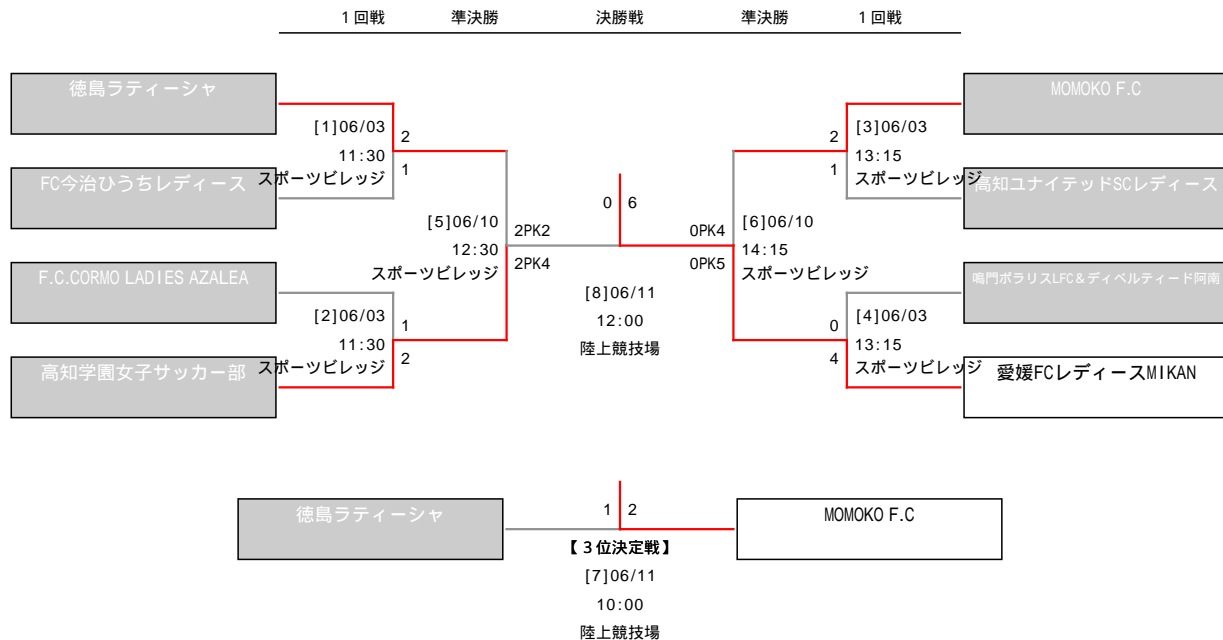 1回戦 準決勝 決勝戦 準決勝 1回戦
徳島ラティーシャ
MOMOKO F.C
[1]06/03
2
2
[3]06/03
11:30
13:15
FC今治ひうちレディース
スポーツビレッジ
1
1
スポーツビレッジ
高知ユナイテッドSCレディース
0 6
[5]06/10
2PK2
0PK4
[6]06/10
12:30
14:15
スポーツビレッジ
2PK4
0PK5
スポーツビレッジ
F.C.CORMO LADIES AZALEA
鳴門ポラリスLFC&ディベルティード阿南
[8]06/11
12:00
陸上競技場
[2]06/03
1
0
[4]06/03
11:30
13:15
高知学園女子サッカー部
スポーツビレッジ
2
4
スポーツビレッジ
愛媛FCレディースMIKAN
徳島ラティーシャ
1 2
MOMOKO F.C
【3位決定戦】
[7]06/11
10:00
陸上競技場